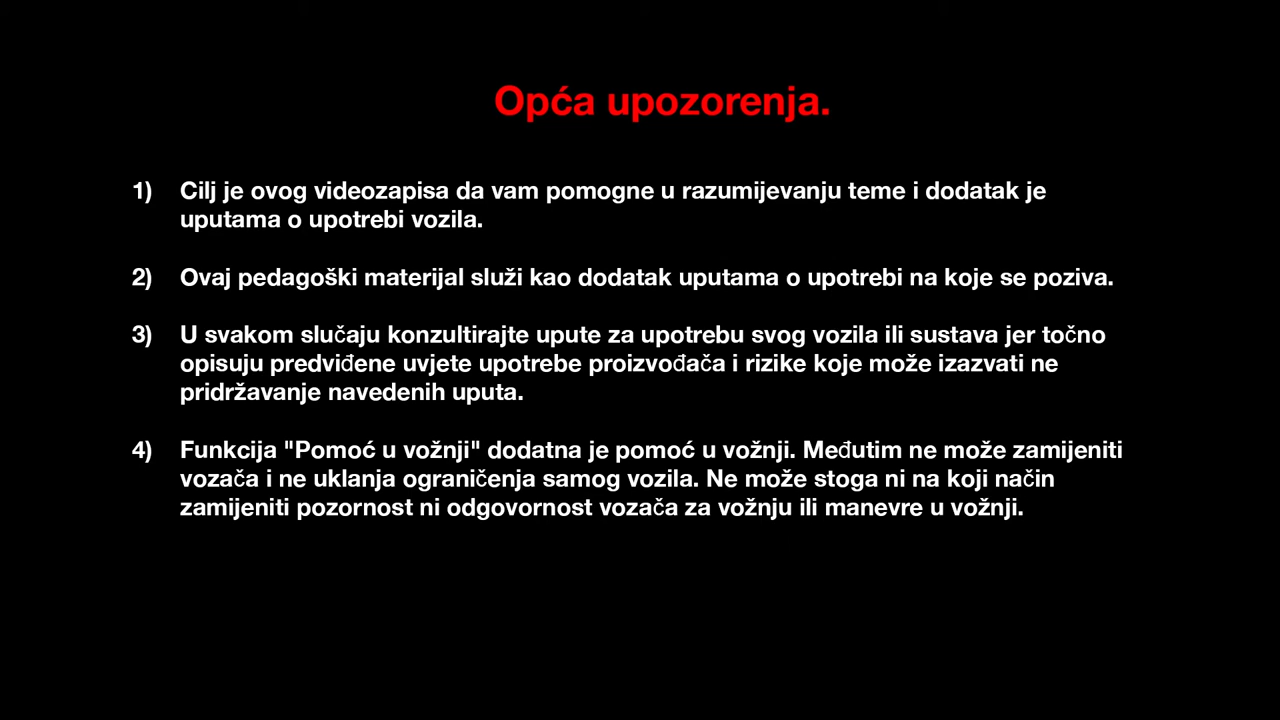 Opća upozorenja.
1) Cilj je ovog videozapisa da vam pomogne u razumijevanju teme i dodatak je
uputama o upotrebi vozila.
2) Ovaj pedagoški materijal služi kao dodatak uputama o upotrebi na koje se poziva.
3) U svakom slučaju konzultirajte upute za upotrebu svog vozila ili sustava jer točno
opisuju predviđene uvjete upotrebe proizvođača i rizike koje može izazvati ne
pridržavanje navedenih uputa.
4) Funkcija "Pomoć u vožnji" dodatna je pomoć u vožnji. Međutim ne može zamijeniti
vozača i ne uklanja ograničenja samog vozila. Ne može stoga ni na koji način
zamijeniti pozornost ni odgovornost vozača za vožnju ili manevre u vožnji.